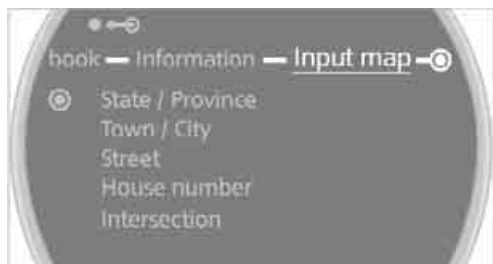 book Information Input map
State / Province
Town / City
Street
House number
Intersection